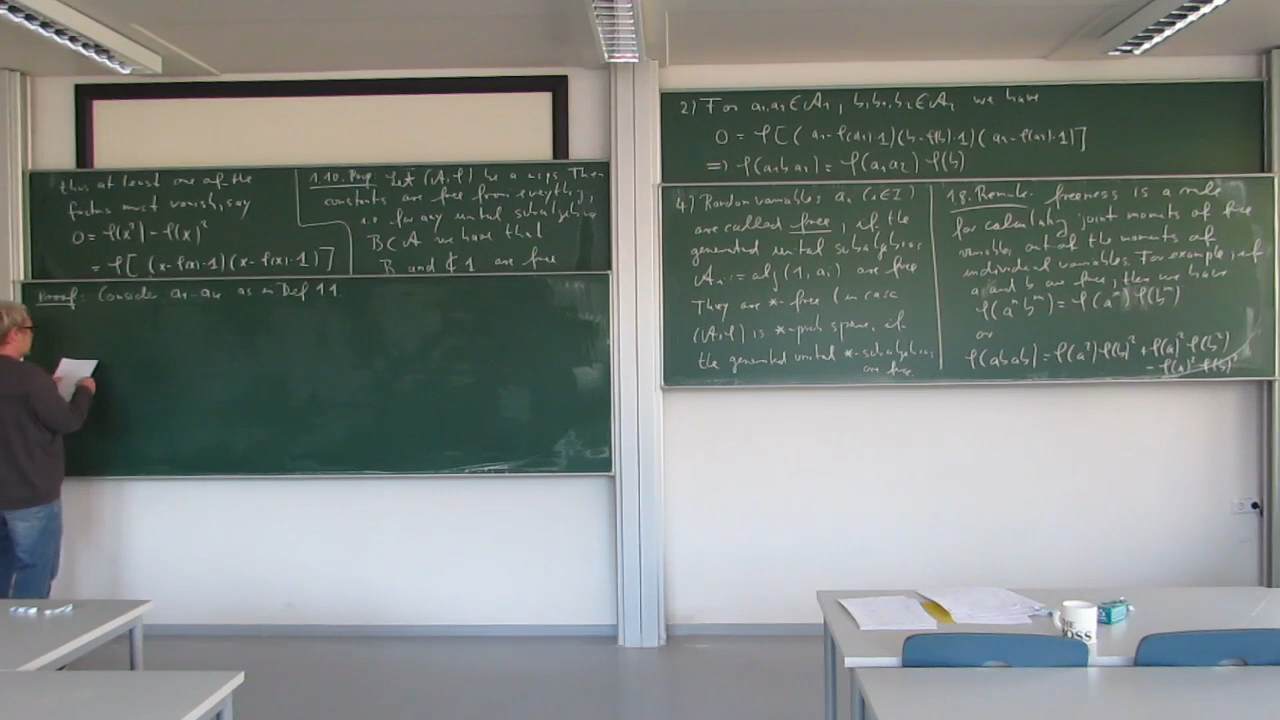 thus at least one of the
factors must vanish, say
0 = φ(x²) - φ(x)²
= φ[(x - φ(x)·1)(x - φ(x)·1)]
1.10. Prop. Let (A,φ) be a ncps. Then
constants are free from everything,
i.e. for any unital subalgebra
B⊂A we have that
B and ℂ1 are free
Proof: Consider a₁…aₖ as in Def 1.1.
2) For a₁,a₂∈A₁, b,b₁,b₂∈A₂ we have
0 = φ[(a₁-φ(a₁)·1)(b-φ(b)·1)(a₂-φ(a₂)·1)]
=> φ(a₁ba₂) = φ(a₁a₂) φ(b)
4) Random variables aᵢ (i∈I)
are called free, if the
generated unital subalgebras
Aᵢ := alg(1,aᵢ) are free
They are *-free (in case
(A,φ) is *-prob space, if
the generated unital *-subalgebras
are free.
1.8. Remark: freeness is a rule
for calculating joint moments of free
variables out of the moments of
individual variables. For example, if
a and b are free, then we have
φ(aⁿbᵐ) = φ(aⁿ)φ(bᵐ)
or
φ(abab) = φ(a²)φ(b)² + φ(a)²φ(b²)
- φ(a)²φ(b)²
THE
BOSS